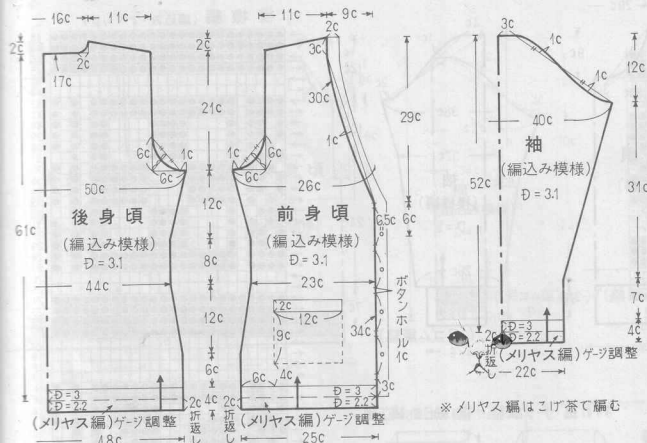 16c
11c
2c
2c
17c
21c
1c
6c
6c
50c
後身頃
(編込み模様)
D=3.1
61c
12c
44c
8c
12c
6c
4c
D=3
D=2.2
2c
折返し
(メリヤス編)ゲージ調整
48c
11c
9c
2c
2c
3c
30c
1c
29c
1c
6c
6c
26c
前身頃
(編込み模様)
D=3.1
6.5c
6c
23c
ボタンホール
1c
2c
12c
9c
34c
4c
6c
3c
D=3
D=2.2
2c
折返し
(メリヤス編)ゲージ調整
25c
3c
1c
1c
12c
40c
袖
(編込み模様)
D=3.1
52c
31c
7c
4c
D=3
D=2.2
2c
折返し
(メリヤス編)ゲージ調整
22c
※メリヤス編はこげ茶で編む